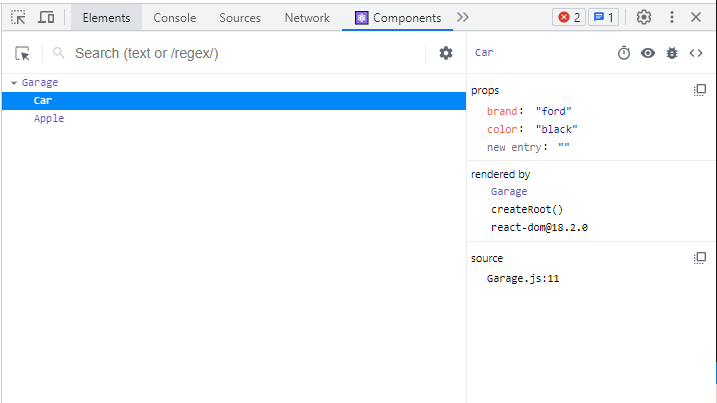 Elements Console Sources Network Components 2 1
Search (text or /regex/) Car
Garage
Car
Apple
props
brand: "ford"
color: "black"
new entry: ""
rendered by
Garage
createRoot()
react-dom@18.2.0
source
Garage.js:11